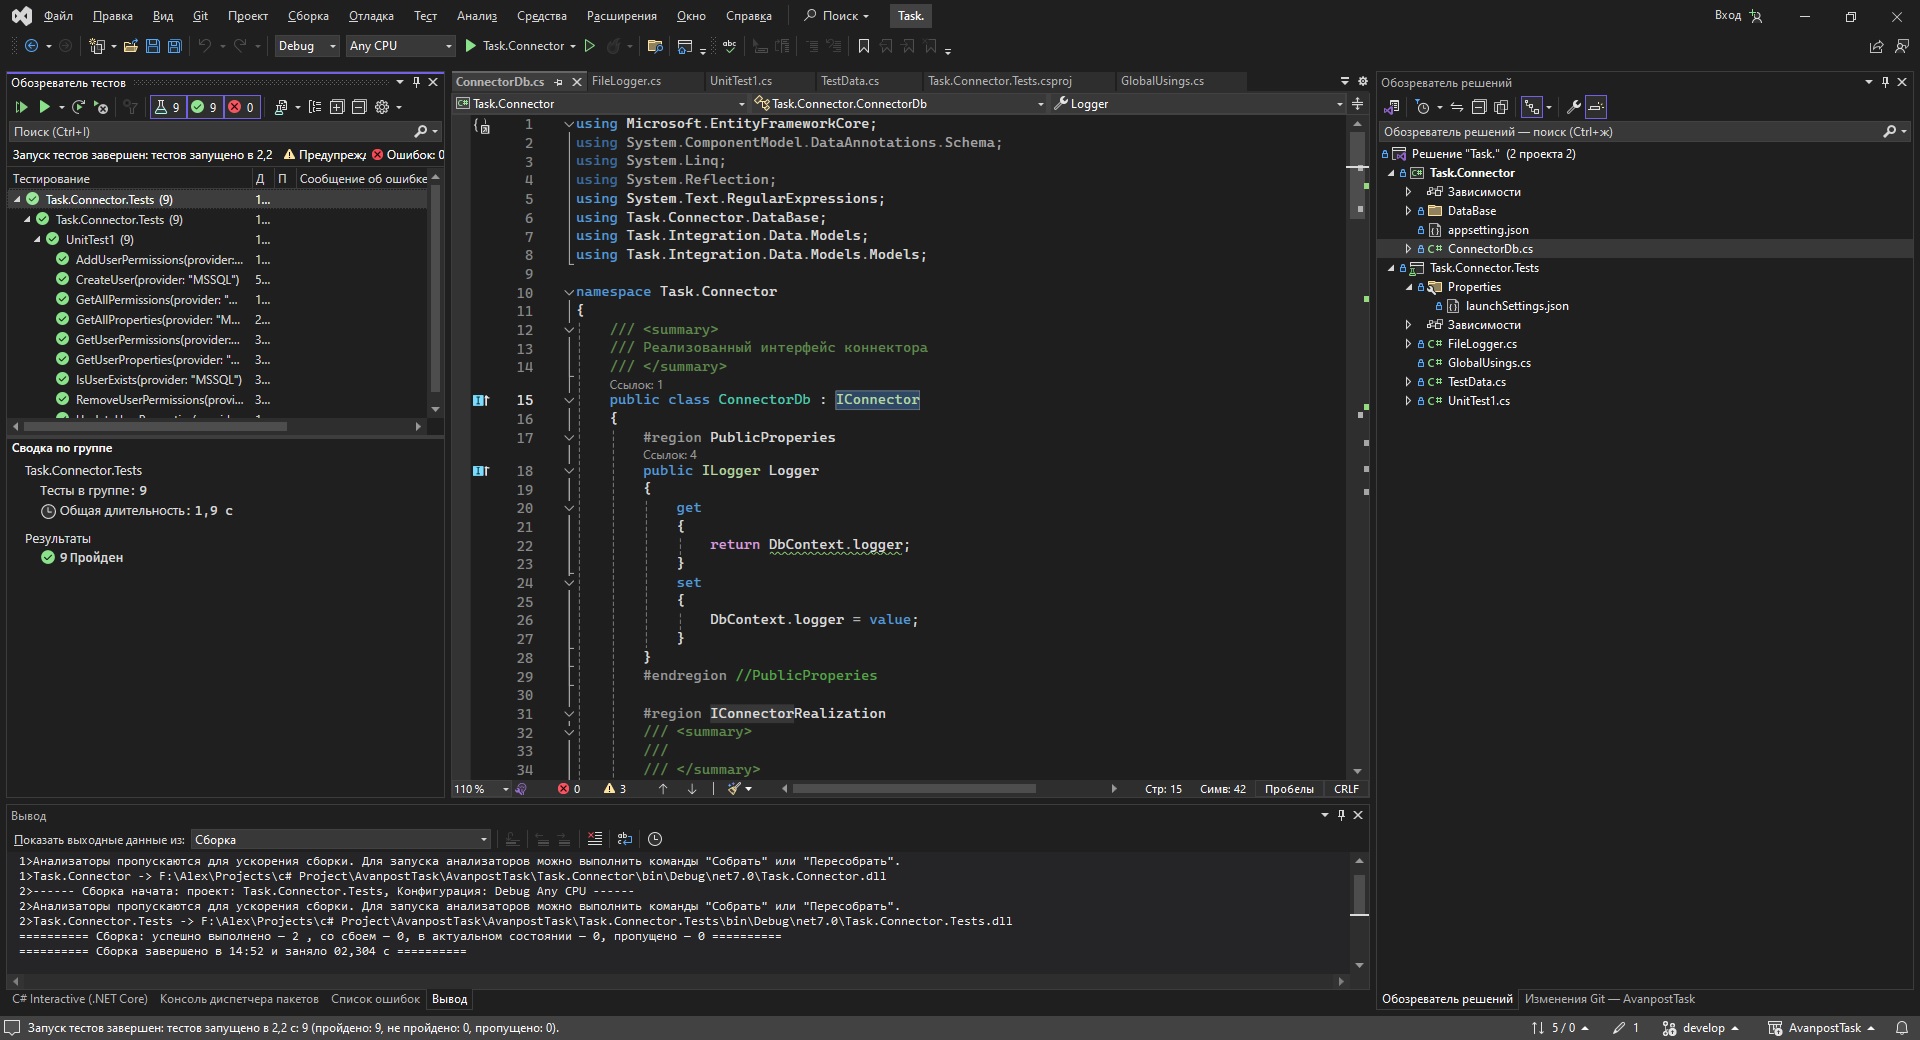 Файл Правка Вид Git Проект Сборка Отладка Тест Анализ Средства Расширения Окно Справка Поиск Task. Вход
Debug Any CPU Task.Connector
Обозреватель тестов
9 9 0
Поиск (Ctrl+I)
Запуск тестов завершен: тестов запущено в 2,2 Предупрежд Ошибок: 0
Тестирование Д П Сообщение об ошибке
Task.Connector.Tests (9) 1...
Task.Connector.Tests (9) 1...
UnitTest1 (9) 1...
AddUserPermissions(provider:... 1...
CreateUser(provider: "MSSQL") 5...
GetAllPermissions(provider: "... 1...
GetAllProperties(provider: "M... 2...
GetUserPermissions(provider:... 3...
GetUserProperties(provider: "... 3...
IsUserExists(provider: "MSSQL") 3...
RemoveUserPermissions(provi... 3...
Сводка по группе
Task.Connector.Tests
Тесты в группе: 9
Общая длительность: 1,9 с
Результаты
9 Пройден
ConnectorDb.cs FileLogger.cs UnitTest1.cs TestData.cs Task.Connector.Tests.csproj GlobalUsings.cs
Task.Connector Task.Connector.ConnectorDb Logger
1 using Microsoft.EntityFrameworkCore;
2 using System.ComponentModel.DataAnnotations.Schema;
3 using System.Linq;
4 using System.Reflection;
5 using System.Text.RegularExpressions;
6 using Task.Connector.DataBase;
7 using Task.Integration.Data.Models;
8 using Task.Integration.Data.Models.Models;
9
10 namespace Task.Connector
11 {
12 /// <summary>
13 /// Реализованный интерфейс коннектора
14 /// </summary>
Ссылок: 1
15 public class ConnectorDb : IConnector
16 {
17 #region PublicProperies
Ссылок: 4
18 public ILogger Logger
19 {
20 get
21 {
22 return DbContext.logger;
23 }
24 set
25 {
26 DbContext.logger = value;
27 }
28 }
29 #endregion //PublicProperies
30
31 #region IConnectorRealization
32 /// <summary>
33 ///
34 /// </summary>
110 % 0 3 Стр: 15 Симв: 42 Пробелы CRLF
Обозреватель решений
Обозреватель решений — поиск (Ctrl+ж)
Решение "Task." (2 проекта 2)
Task.Connector
Зависимости
DataBase
appsetting.json
ConnectorDb.cs
Task.Connector.Tests
Properties
launchSettings.json
Зависимости
FileLogger.cs
GlobalUsings.cs
TestData.cs
UnitTest1.cs
Вывод
Показать выходные данные из: Сборка
1>Анализаторы пропускаются для ускорения сборки. Для запуска анализаторов можно выполнить команды "Собрать" или "Пересобрать".
1>Task.Connector -> F:\Alex\Projects\c# Project\AvanpostTask\AvanpostTask\Task.Connector\bin\Debug\net7.0\Task.Connector.dll
2>------ Сборка начата: проект: Task.Connector.Tests, Конфигурация: Debug Any CPU ------
2>Анализаторы пропускаются для ускорения сборки. Для запуска анализаторов можно выполнить команды "Собрать" или "Пересобрать".
2>Task.Connector.Tests -> F:\Alex\Projects\c# Project\AvanpostTask\AvanpostTask\Task.Connector.Tests\bin\Debug\net7.0\Task.Connector.Tests.dll
========== Сборка: успешно выполнено — 2 , со сбоем — 0, в актуальном состоянии — 0, пропущено — 0 ==========
========== Сборка завершено в 14:52 и заняло 02,304 с ==========
C# Interactive (.NET Core) Консоль диспетчера пакетов Список ошибок Вывод
Обозреватель решений Изменения Git — AvanpostTask
Запуск тестов завершен: тестов запущено в 2,2 с: 9 (пройдено: 9, не пройдено: 0, пропущено: 0). 5 / 0 1 develop AvanpostTask